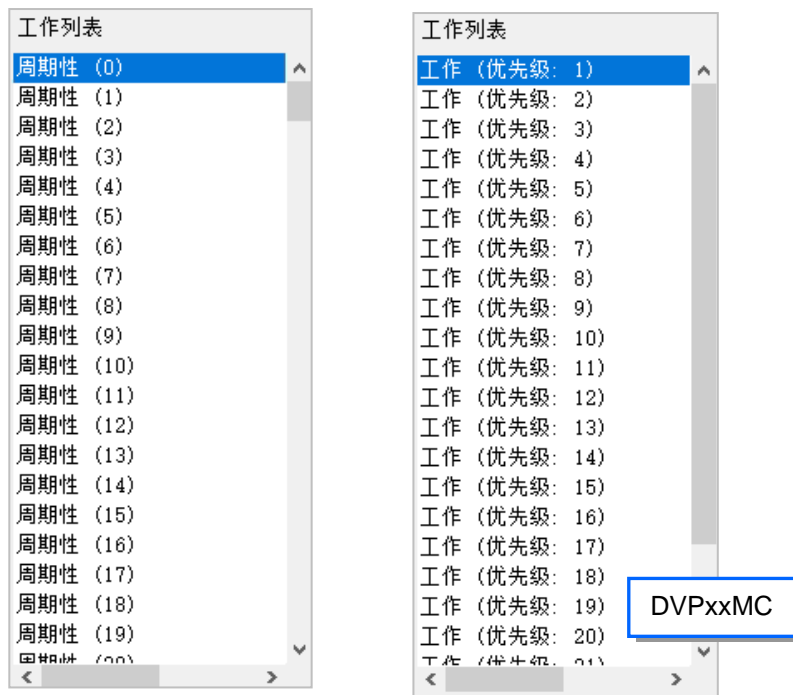 工作列表
周期性 (0)
周期性 (1)
周期性 (2)
周期性 (3)
周期性 (4)
周期性 (5)
周期性 (6)
周期性 (7)
周期性 (8)
周期性 (9)
周期性 (10)
周期性 (11)
周期性 (12)
周期性 (13)
周期性 (14)
周期性 (15)
周期性 (16)
周期性 (17)
周期性 (18)
周期性 (19)
周期性 (20)
工作列表
工作 (优先级: 1)
工作 (优先级: 2)
工作 (优先级: 3)
工作 (优先级: 4)
工作 (优先级: 5)
工作 (优先级: 6)
工作 (优先级: 7)
工作 (优先级: 8)
工作 (优先级: 9)
工作 (优先级: 10)
工作 (优先级: 11)
工作 (优先级: 12)
工作 (优先级: 13)
工作 (优先级: 14)
工作 (优先级: 15)
工作 (优先级: 16)
工作 (优先级: 17)
工作 (优先级: 18)
工作 (优先级: 19)
工作 (优先级: 20)
工作 (优先级: 21)
DVPxxMC